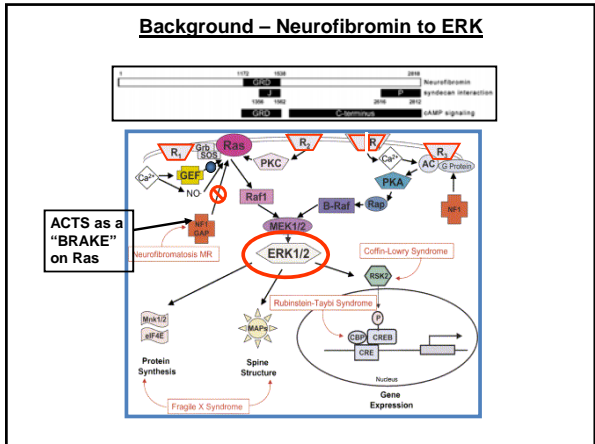 Background – Neurofibromin to ERK
1 1172 1538 2818
GRD Neurofibromin
J P syndecan interaction
1356 1562 2616 2812
GRD C-terminus cAMP signaling
R1
Grb
SOS
Ras
PKC
R2
R
Ca2+
AC
G Protein
Ca2+
GEF
NO
PKA
Raf1
B-Raf
Rap
NF1
ACTS as a
“BRAKE”
on Ras
NF1
GAP
MEK1/2
Neurofibromatosis MR
ERK1/2
Coffin-Lowry Syndrome
RSK2
Rubinstein-Taybi Syndrome
Mnk1/2
eIF4E
MAPs
P
CBP
CREB
CRE
Protein
Synthesis
Spine
Structure
Nucleus
Gene
Expression
Fragile X Syndrome